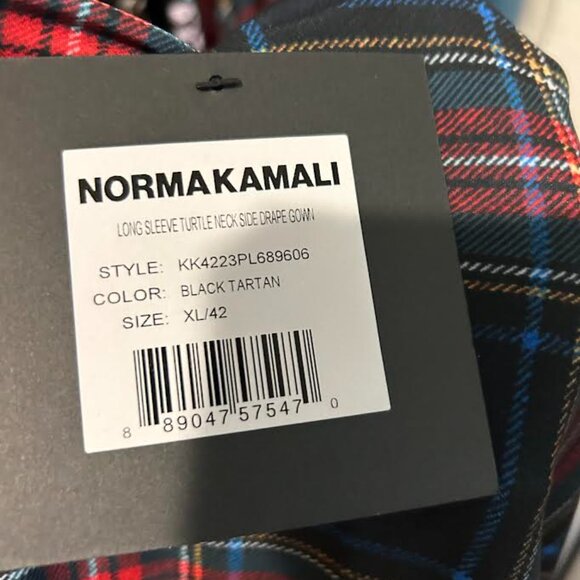 NORMAKAMALI
LONG SLEEVE TURTLE NECK SIDE DRAPE GOWN
STYLE: KK4223PL689606
COLOR: BLACK TARTAN
SIZE: XL/42
8 89047 57547 0